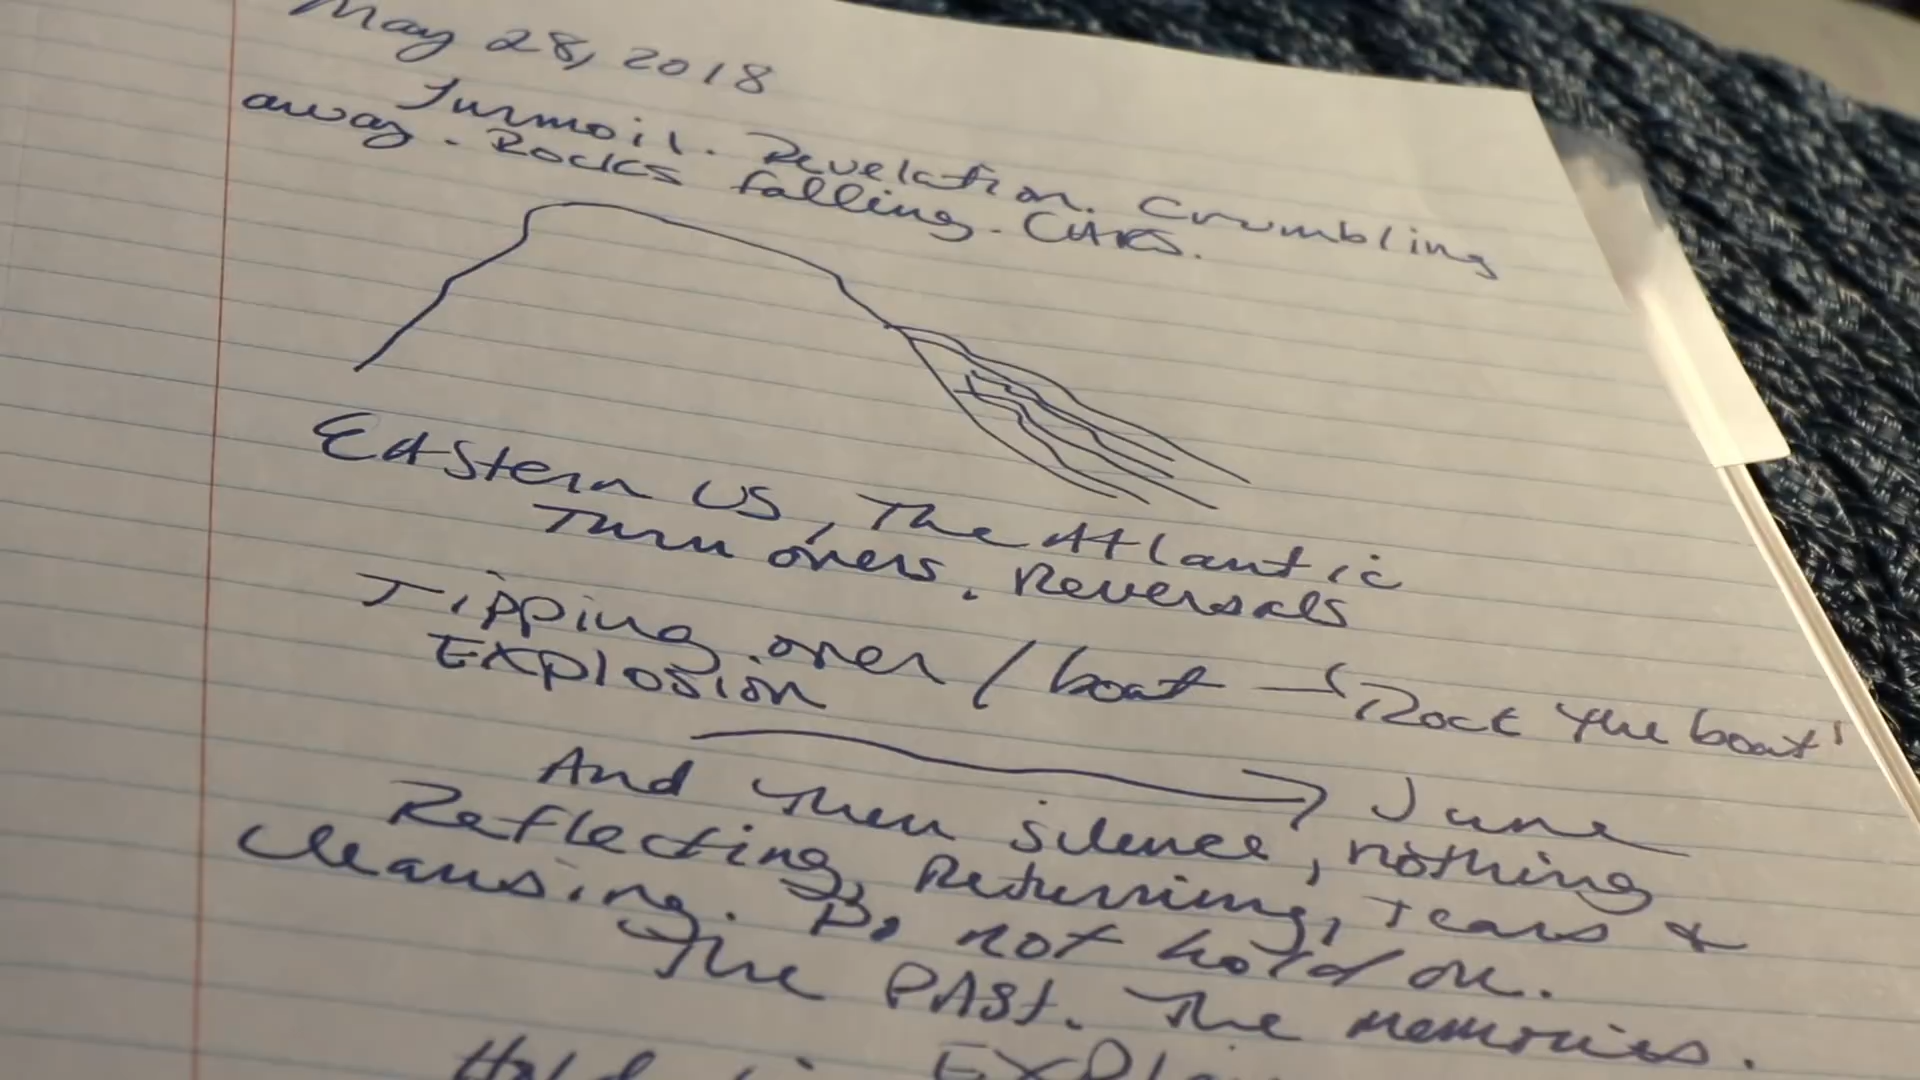 May 28, 2018
Turmoil. Revelation. Crumbling
away. Rocks falling. CARS.
EAStern US, The Atlantic
Turn overs. Reversals
Tipping over / boat - 'Rock the boat'
Explosion
June
And then silence, nothing
Reflecting, Returning, Tears +
cleansing. Do not hold on.
The PAst. The memories.